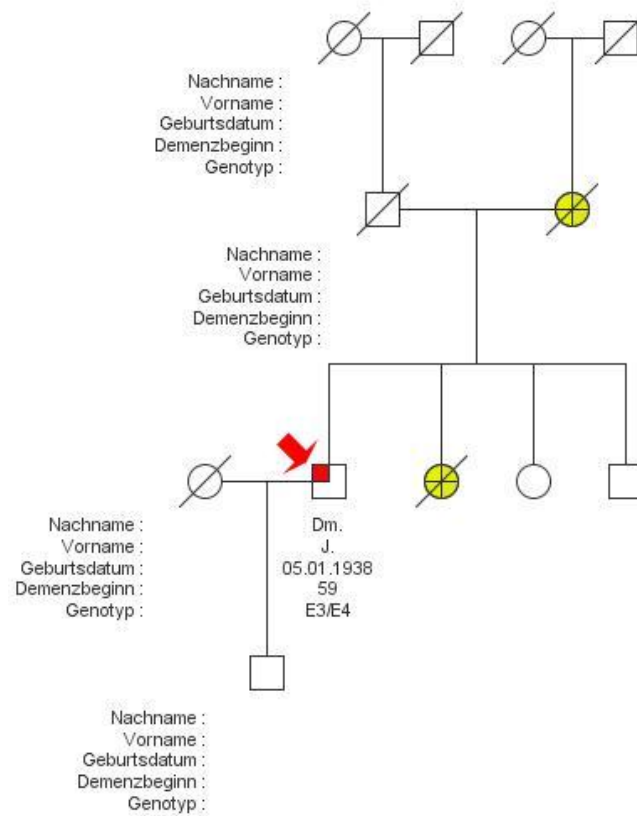 Nachname :
Vorname :
Geburtsdatum :
Demenzbeginn :
Genotyp :
Nachname :
Vorname :
Geburtsdatum :
Demenzbeginn :
Genotyp :
Nachname : Dm.
Vorname : J.
Geburtsdatum : 05.01.1938
Demenzbeginn : 59
Genotyp : E3/E4
Nachname :
Vorname :
Geburtsdatum :
Demenzbeginn :
Genotyp :